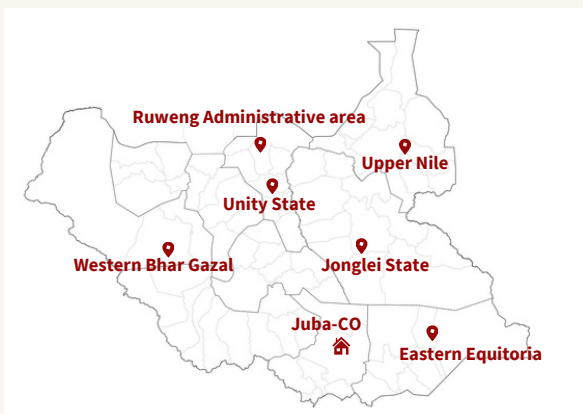 Ruweng Administrative area
Upper Nile
Unity State
Western Bhar Gazal
Jonglei State
Juba-CO
Eastern Equitoria